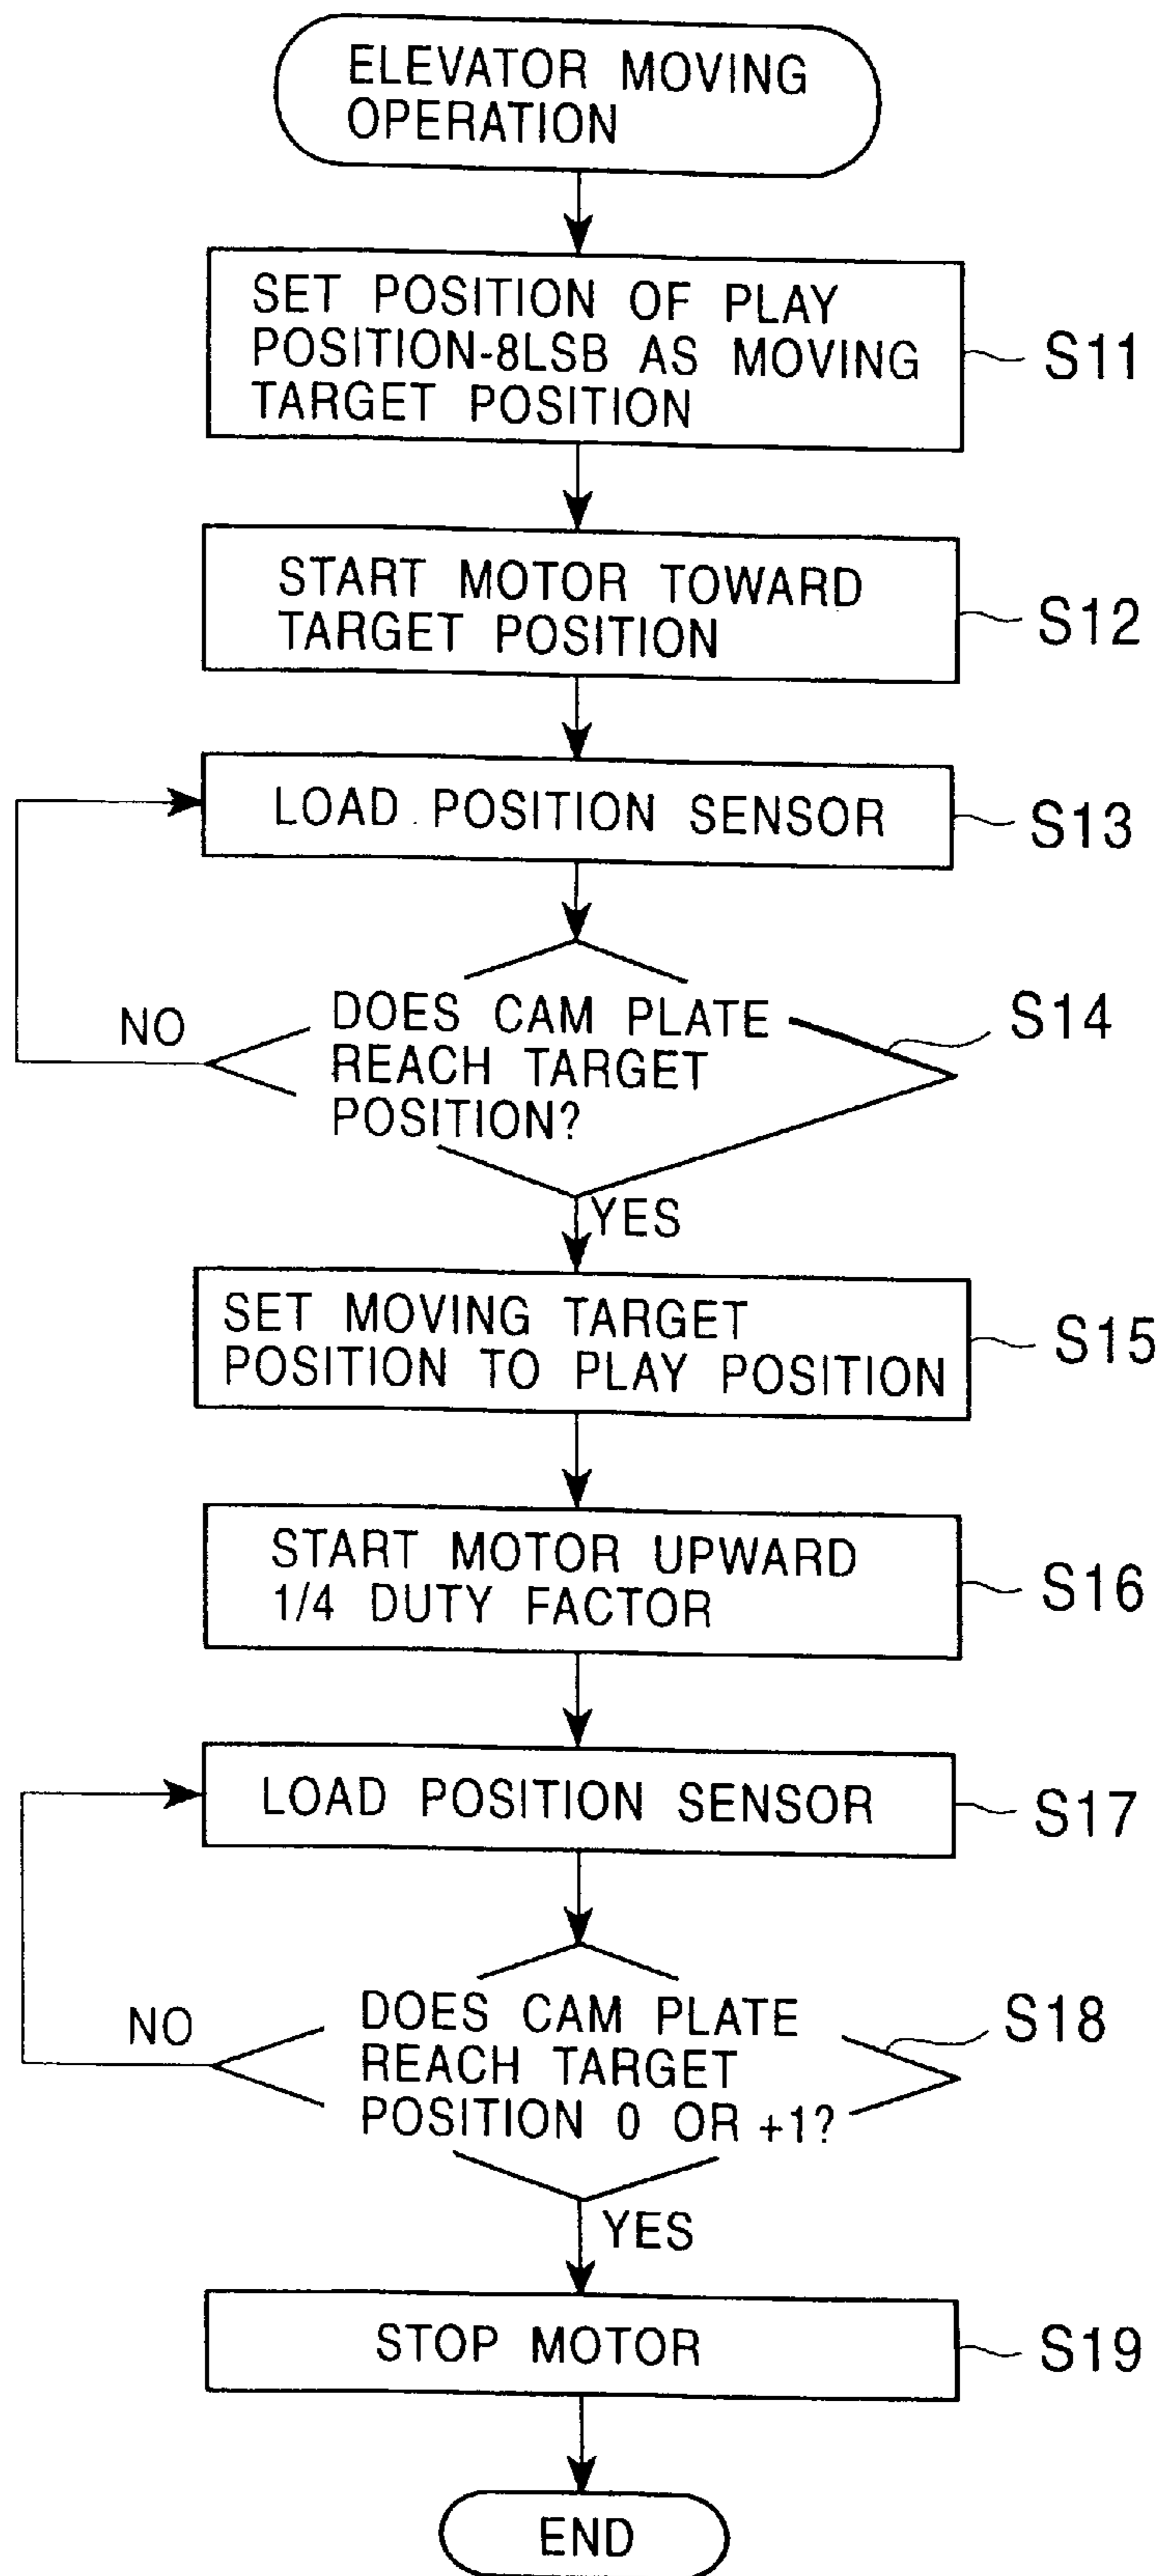 ELEVATOR MOVING
OPERATION
SET POSITION OF PLAY
POSITION-8LSB AS MOVING
TARGET POSITION
S11
START MOTOR TOWARD
TARGET POSITION
S12
LOAD POSITION SENSOR
S13
DOES CAM PLATE
REACH TARGET
POSITION?
S14
NO
YES
SET MOVING TARGET
POSITION TO PLAY POSITION
S15
START MOTOR UPWARD
1/4 DUTY FACTOR
S16
LOAD POSITION SENSOR
S17
DOES CAM PLATE
REACH TARGET
POSITION 0 OR +1?
S18
NO
YES
STOP MOTOR
S19
END